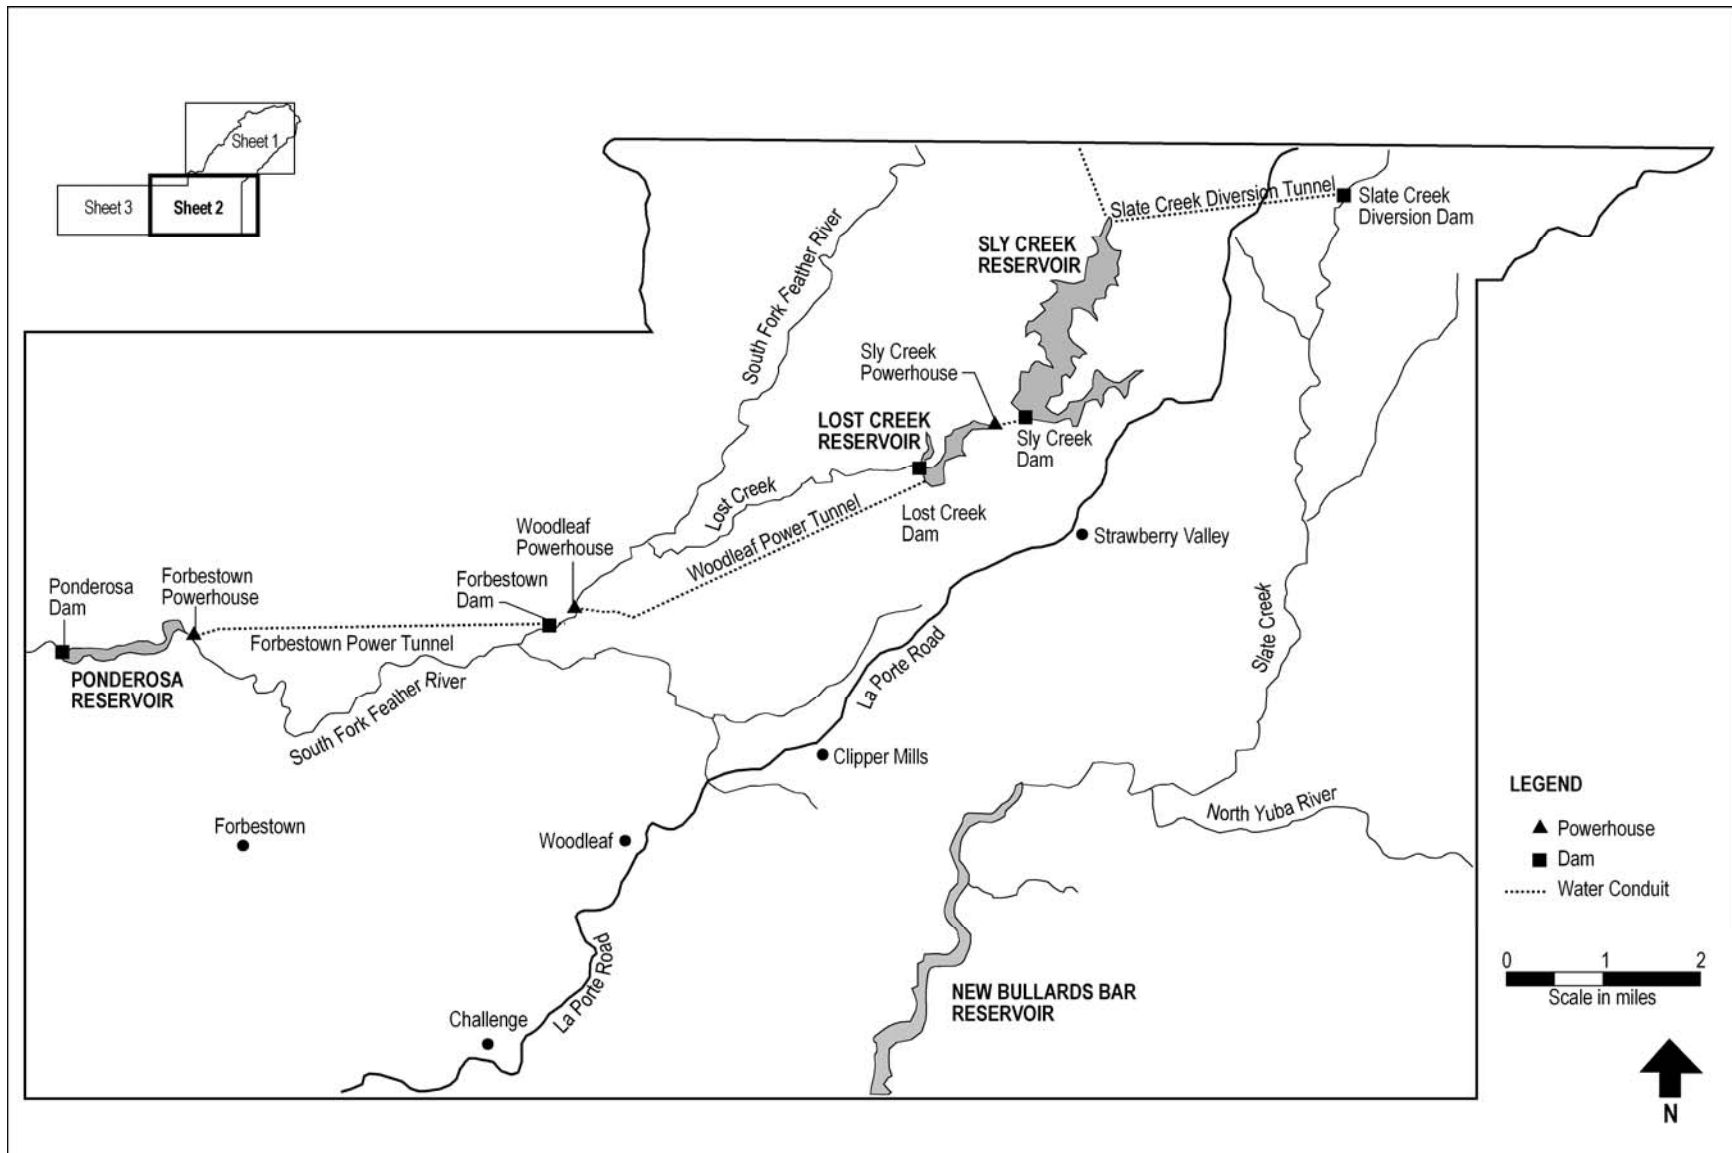 Sheet 1
Sheet 3
Sheet 2
Slate Creek Diversion Tunnel
Slate Creek
Diversion Dam
South Fork Feather River
SLY CREEK
RESERVOIR
Sly Creek
Powerhouse
LOST CREEK
RESERVOIR
Sly Creek
Dam
Lost Creek
Woodleaf Power Tunnel
Lost Creek
Dam
Strawberry Valley
Woodleaf
Powerhouse
Forbestown
Dam
Forbestown
Powerhouse
Ponderosa
Dam
Forbestown Power Tunnel
PONDEROSA
RESERVOIR
South Fork Feather River
La Porte Road
Slate Creek
Clipper Mills
North Yuba River
Forbestown
Woodleaf
La Porte Road
Challenge
NEW BULLARDS BAR
RESERVOIR
LEGEND
Powerhouse
Dam
Water Conduit
0 1 2
Scale in miles
N